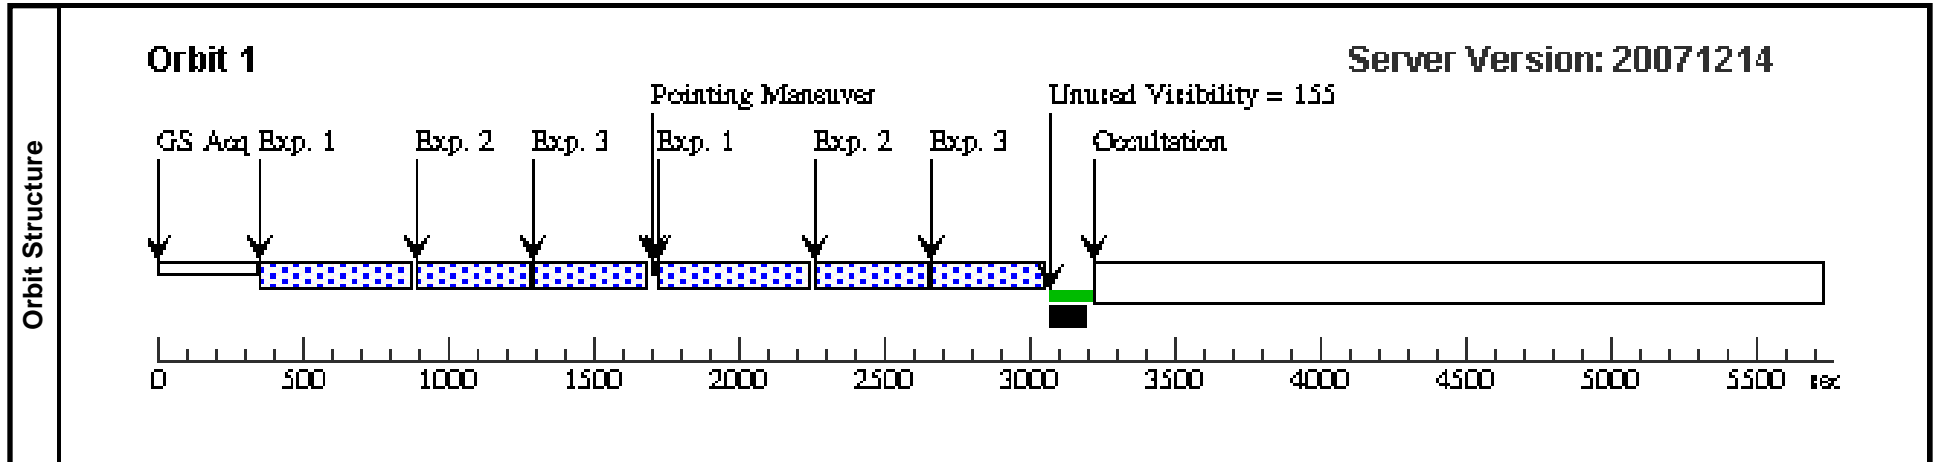 Orbit Structure
Orbit 1
Server Version: 20071214
Pointing Maneuver
Unused Visibility = 155
GS Acq
Exp. 1
Exp. 2
Exp. 3
Exp. 1
Exp. 2
Exp. 3
Occultation
0 500 1000 1500 2000 2500 3000 3500 4000 4500 5000 5500 sec